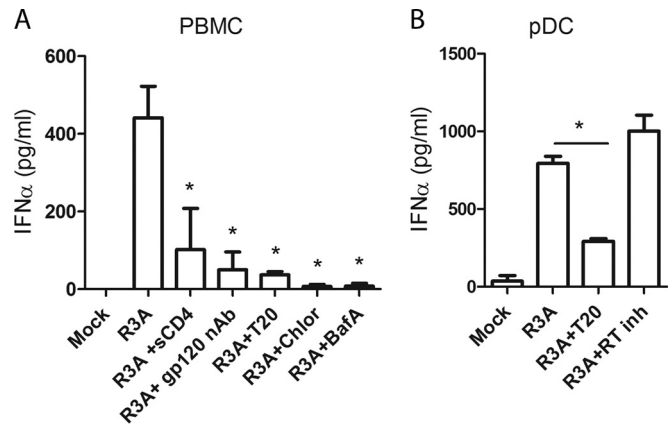 A
PBMC
IFNα (pg/ml)
600
400
200
0
*
*
*
*
*
Mock
R3A
R3A +sCD4
R3A+ gp120 nAb
R3A+T20
R3A+Chlor
R3A+BafA
B
pDC
IFNα (pg/ml)
1500
1000
500
0
*
Mock
R3A
R3A+T20
R3A+RT inh